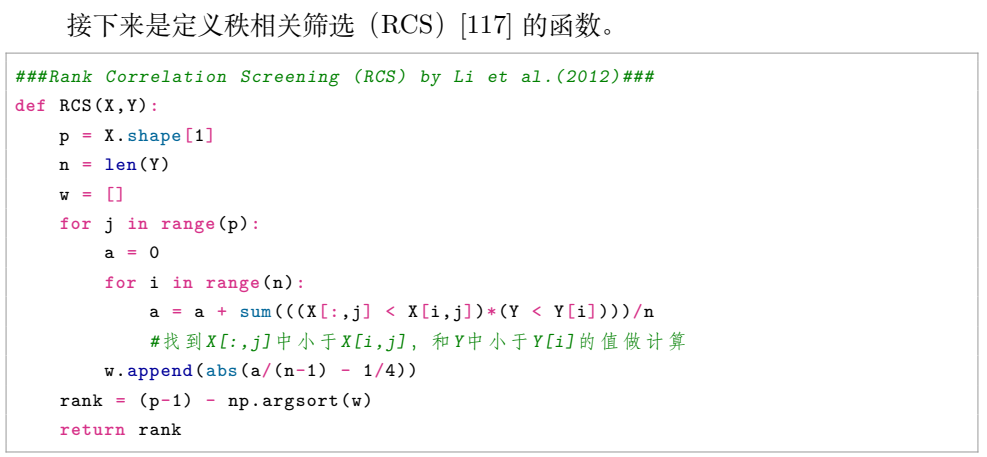 接下来是定义秩相关筛选（RCS）[117] 的函数。
###Rank Correlation Screening (RCS) by Li et al.(2012)###
def RCS(X,Y):
    p = X.shape[1]
    n = len(Y)
    w = []
    for j in range(p):
        a = 0
        for i in range(n):
            a = a + sum(((X[:,j] < X[i,j])*(Y < Y[i])))/n
            #找到X[:,j]中小于X[i,j], 和Y中小于Y[i]的值做计算
        w.append(abs(a/(n-1) - 1/4))
    rank = (p-1) - np.argsort(w)
    return rank